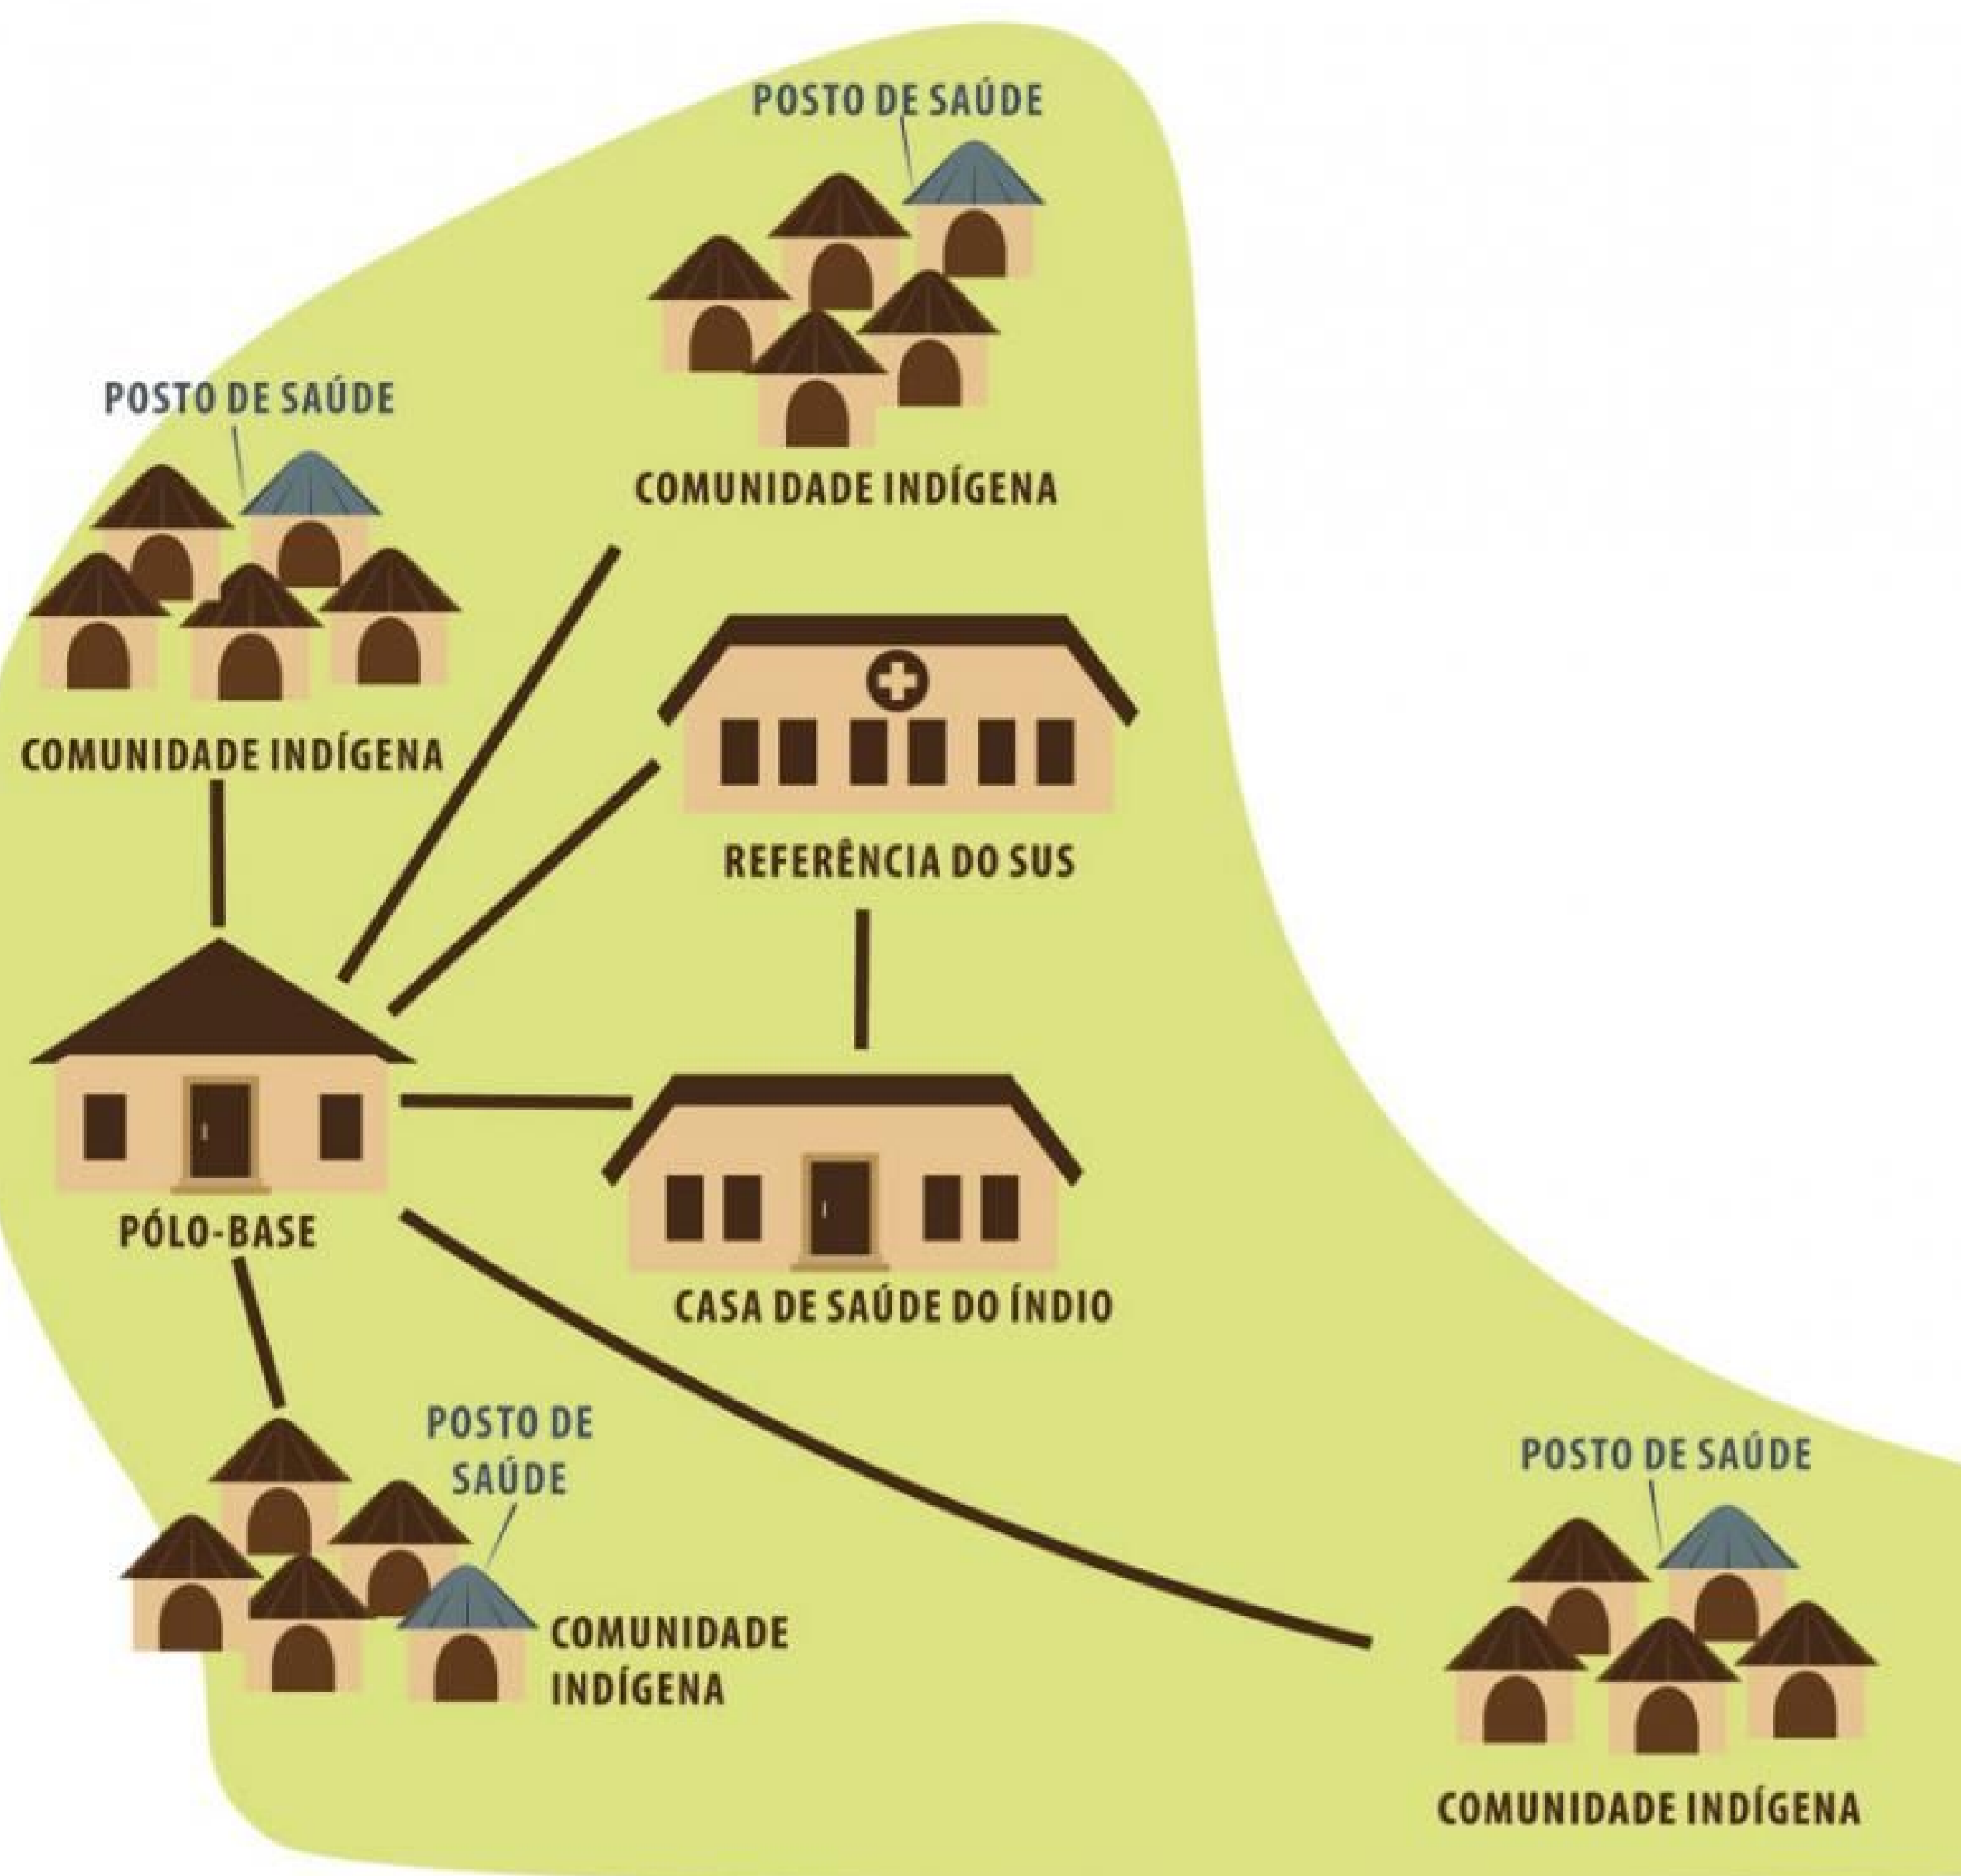 POSTO DE SAÚDE
COMUNIDADE INDÍGENA
POSTO DE SAÚDE
COMUNIDADE INDÍGENA
REFERÊNCIA DO SUS
PÓLO-BASE
CASA DE SAÚDE DO ÍNDIO
POSTO DE
SAÚDE
COMUNIDADE
INDÍGENA
POSTO DE SAÚDE
COMUNIDADE INDÍGENA